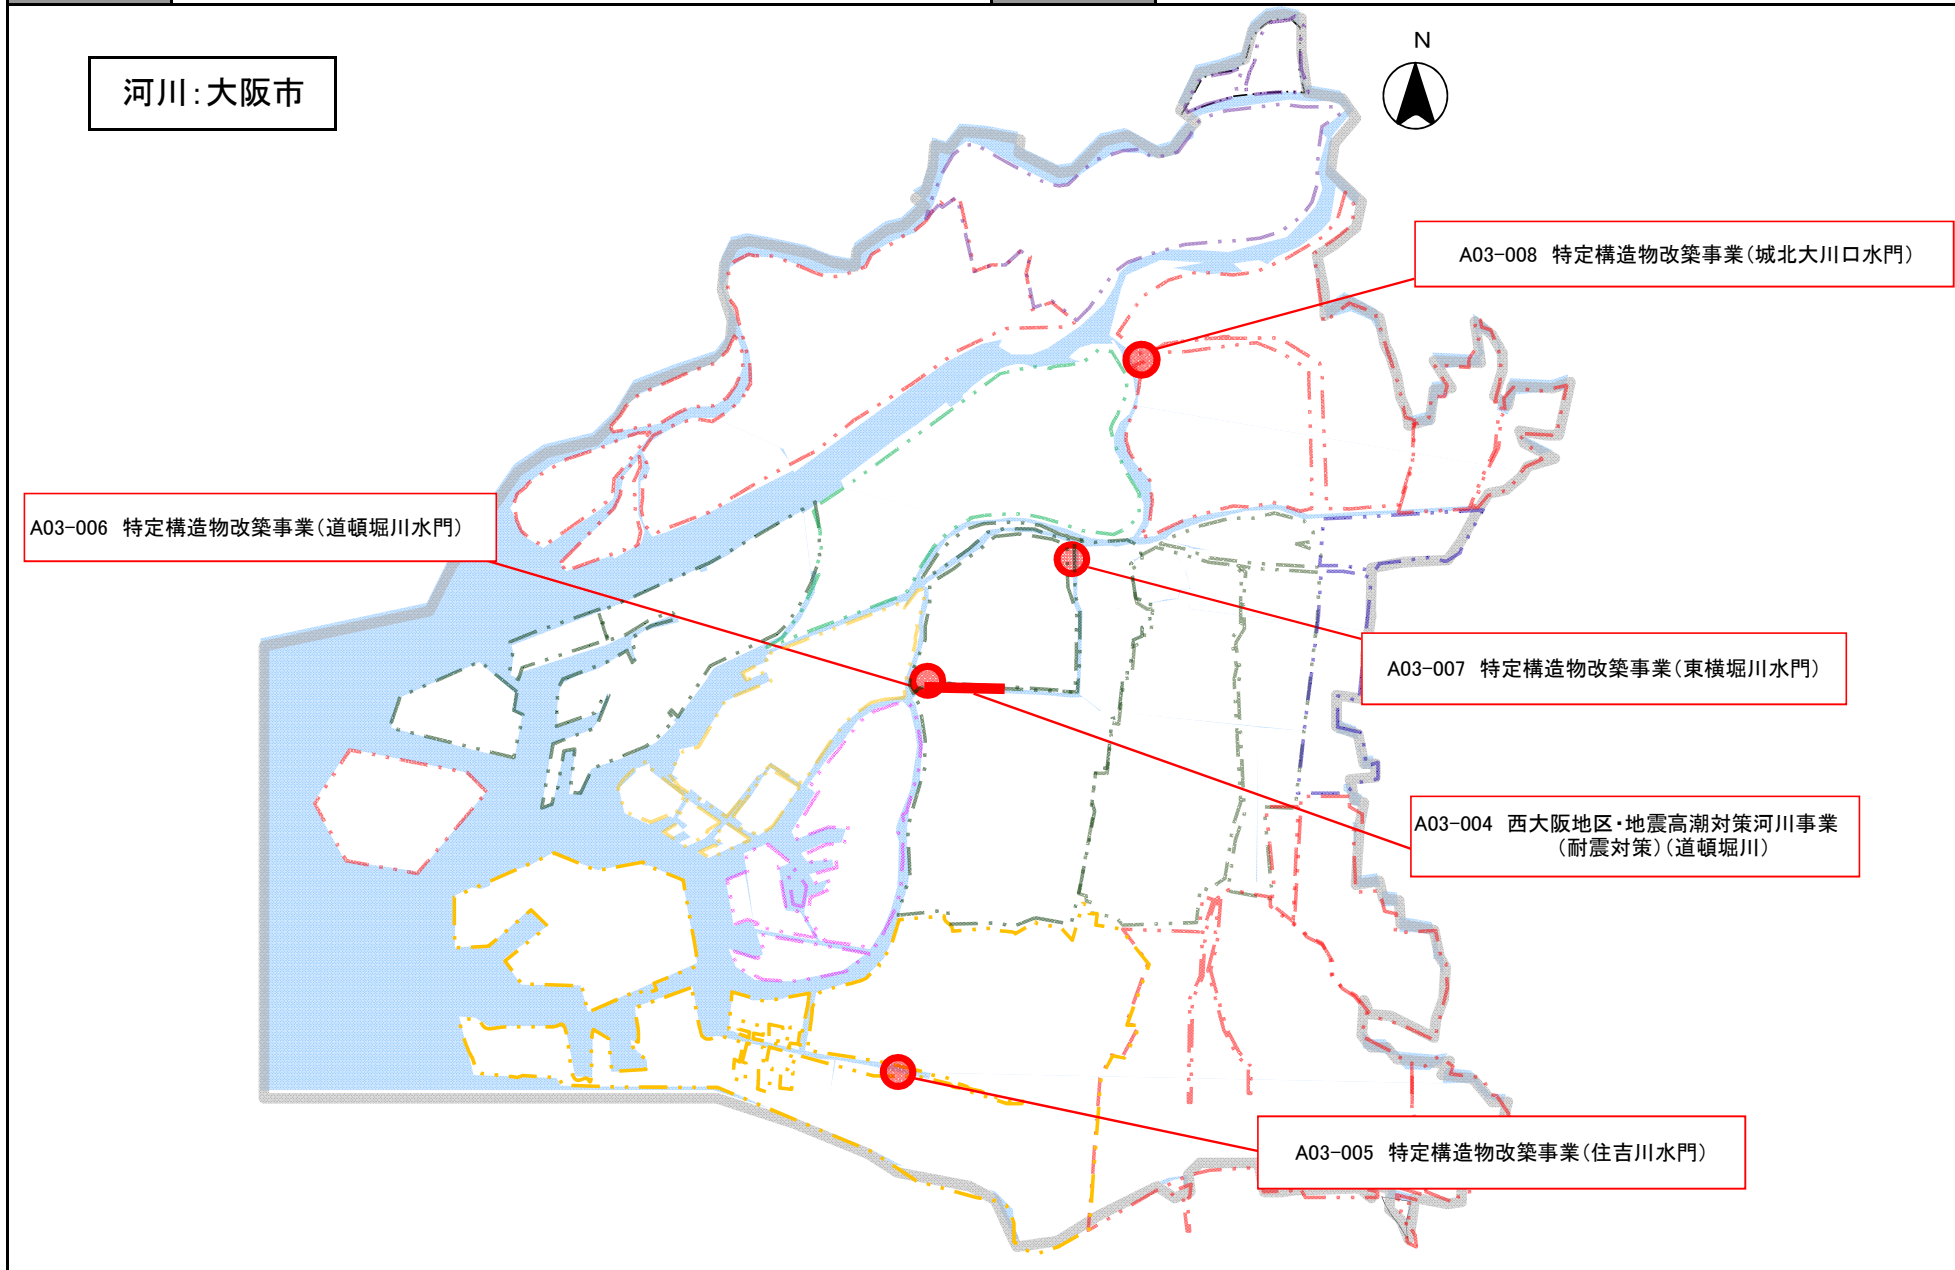 河川：大阪市
N
A03-008 特定構造物改築事業（城北大川口水門）
A03-006 特定構造物改築事業（道頓堀川水門）
A03-007 特定構造物改築事業（東横堀川水門）
A03-004 西大阪地区・地震高潮対策河川事業
（耐震対策）（道頓堀川）
A03-005 特定構造物改築事業（住吉川水門）